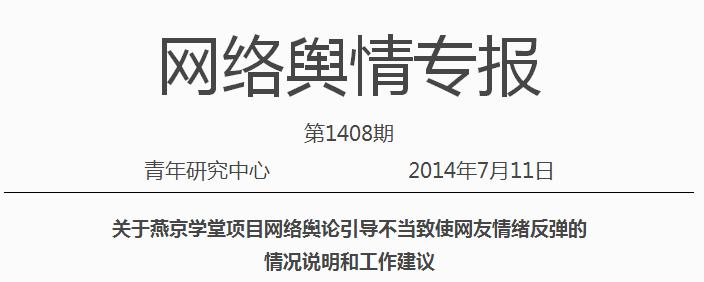 网络舆情专报
第1408期
青年研究中心 2014年7月11日
关于燕京学堂项目网络舆论引导不当致使网友情绪反弹的
情况说明和工作建议